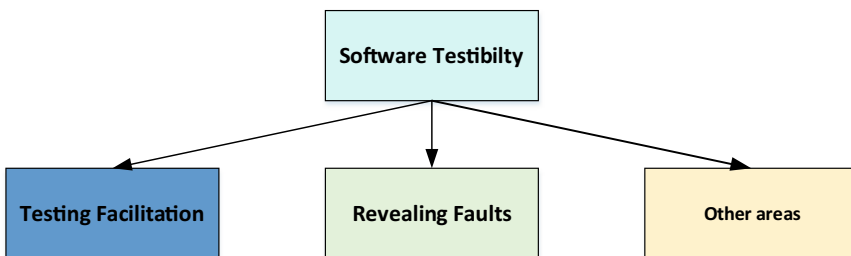 Software Testibilty
Testing Facilitation
Revealing Faults
Other areas